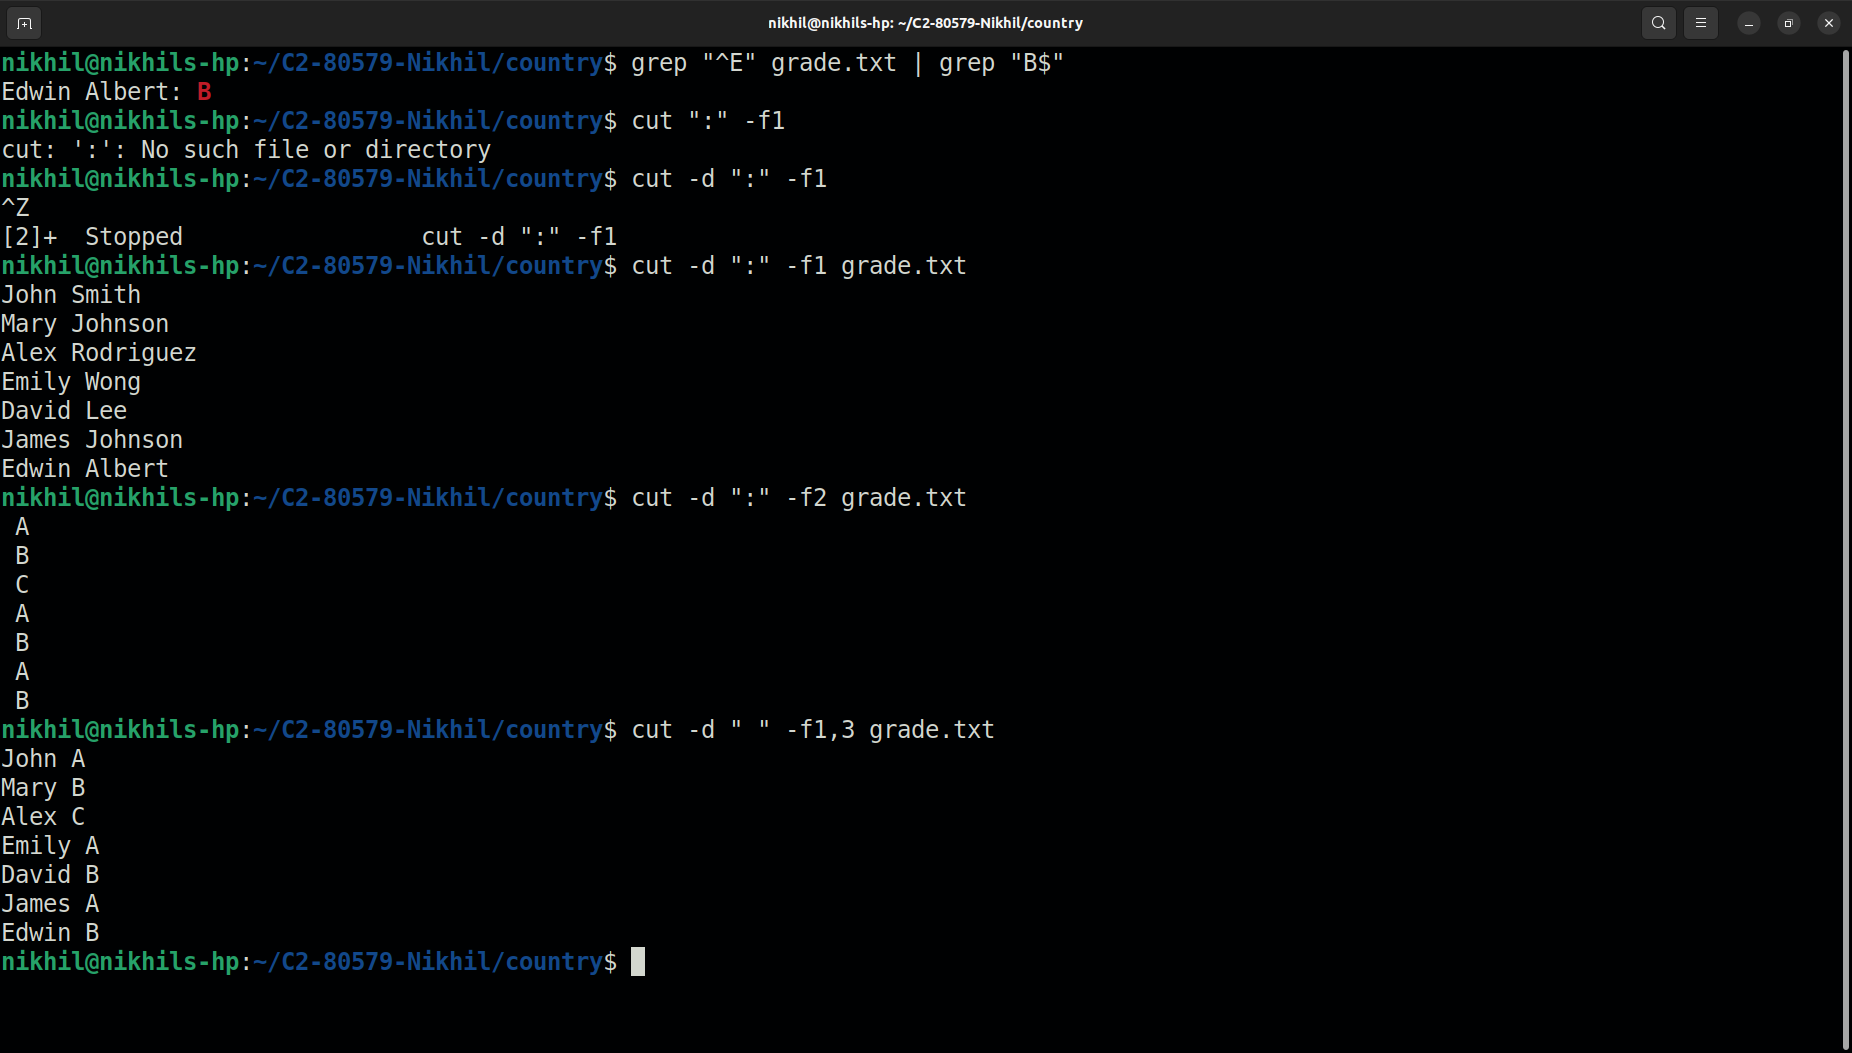 nikhil@nikhils-hp: ~/C2-80579-Nikhil/country
nikhil@nikhils-hp:~/C2-80579-Nikhil/country$ grep "^E" grade.txt | grep "B$"
Edwin Albert: B
nikhil@nikhils-hp:~/C2-80579-Nikhil/country$ cut ":" -f1
cut: ':': No such file or directory
nikhil@nikhils-hp:~/C2-80579-Nikhil/country$ cut -d ":" -f1
^Z
[2]+  Stopped                 cut -d ":" -f1
nikhil@nikhils-hp:~/C2-80579-Nikhil/country$ cut -d ":" -f1 grade.txt
John Smith
Mary Johnson
Alex Rodriguez
Emily Wong
David Lee
James Johnson
Edwin Albert
nikhil@nikhils-hp:~/C2-80579-Nikhil/country$ cut -d ":" -f2 grade.txt
 A
 B
 C
 A
 B
 A
 B
nikhil@nikhils-hp:~/C2-80579-Nikhil/country$ cut -d " " -f1,3 grade.txt
John A
Mary B
Alex C
Emily A
David B
James A
Edwin B
nikhil@nikhils-hp:~/C2-80579-Nikhil/country$